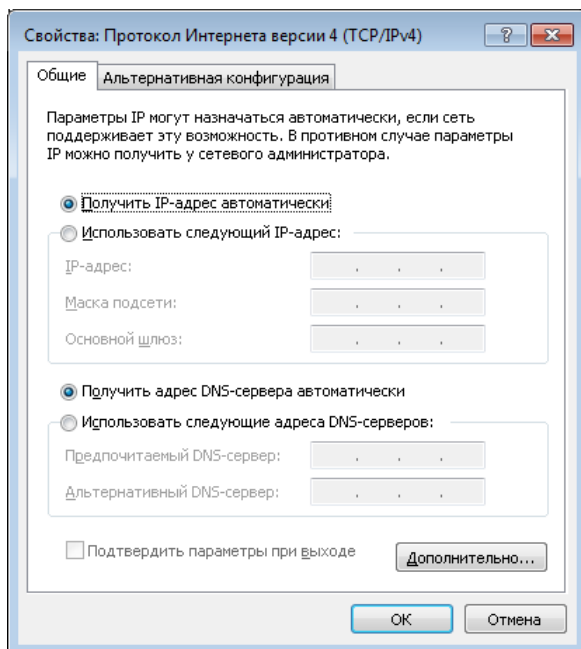 Свойства: Протокол Интернета версии 4 (TCP/IPv4)
Общие
Альтернативная конфигурация
Параметры IP могут назначаться автоматически, если сеть
поддерживает эту возможность. В противном случае параметры
IP можно получить у сетевого администратора.
Получить IP-адрес автоматически
Использовать следующий IP-адрес:
IP-адрес:
Маска подсети:
Основной шлюз:
Получить адрес DNS-сервера автоматически
Использовать следующие адреса DNS-серверов:
Предпочитаемый DNS-сервер:
Альтернативный DNS-сервер:
Подтвердить параметры при выходе
Дополнительно...
ОК
Отмена